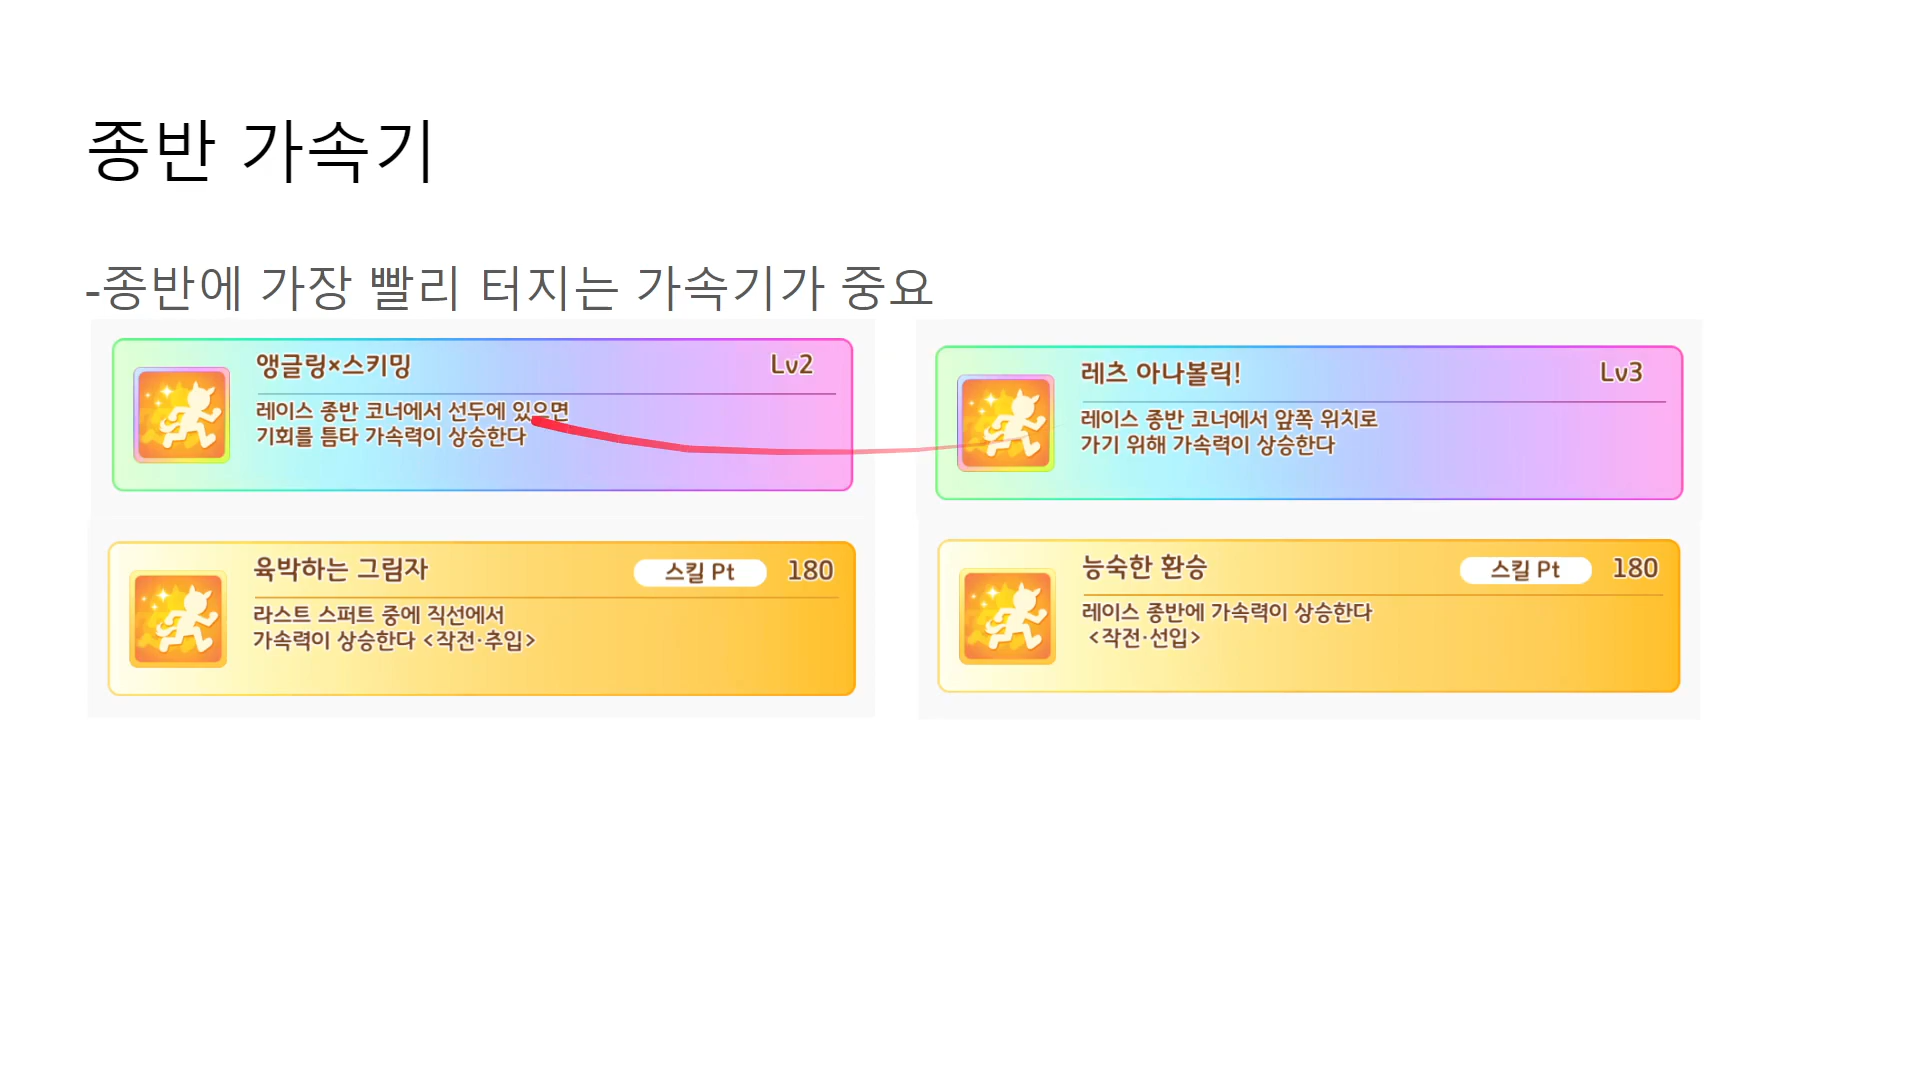 종반 가속기
-종반에 가장 빨리 터지는 가속기가 중요
앵글링×스키밍 Lv2
레이스 종반 코너에서 선두에 있으면
기회를 틈타 가속력이 상승한다
레츠 아나볼릭! Lv3
레이스 종반 코너에서 앞쪽 위치로
가기 위해 가속력이 상승한다
육박하는 그림자 스킬 Pt 180
라스트 스퍼트 중에 직선에서
가속력이 상승한다 <작전·추입>
능숙한 환승 스킬 Pt 180
레이스 종반에 가속력이 상승한다
<작전·선입>